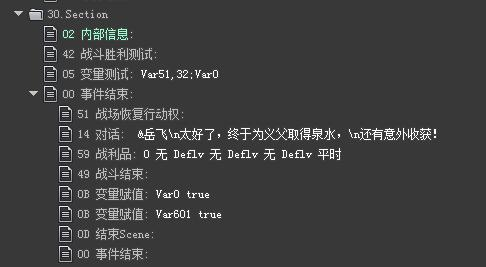 30.Section
02 内部信息:
42 战斗胜利测试:
05 变量测试: Var51,32;Var0
00 事件结束:
51 战场恢复行动权:
14 对话: &岳飞\n太好了，终于为义父取得泉水，\n还有意外收获！
59 战利品: 0 无 Deflv 无 Deflv 无 Deflv 平时
49 战斗结束:
0B 变量赋值: Var0 true
0B 变量赋值: Var601 true
0D 结束Scene:
00 事件结束: